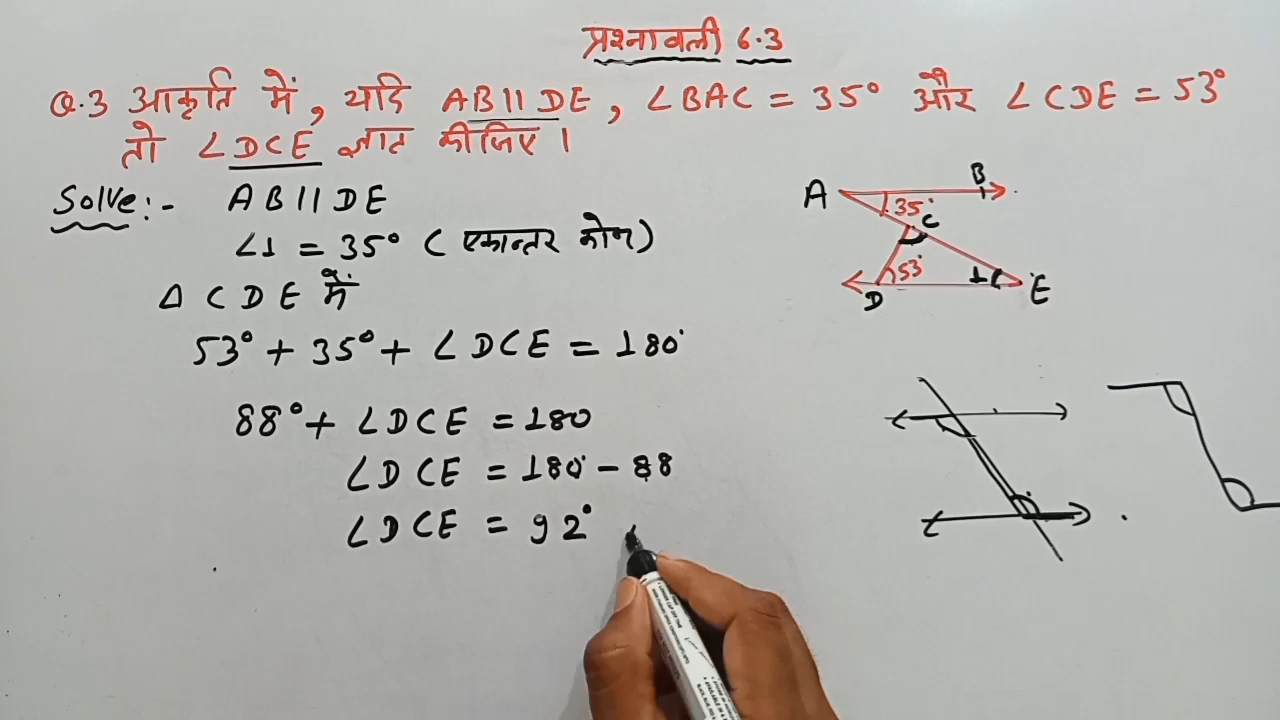 प्रश्नावली 6.3
Q.3 आकृति में, यदि AB || DE, ∠BAC = 35° और ∠CDE = 53°
तो ∠DCE ज्ञात कीजिए।
Solve:- AB || DE
∠1 = 35° (एकान्तर कोण)
Δ CDE में
53° + 35° + ∠DCE = 180°
88° + ∠DCE = 180
∠DCE = 180° - 88
∠DCE = 92°
A B
35° C
53° 1
D E